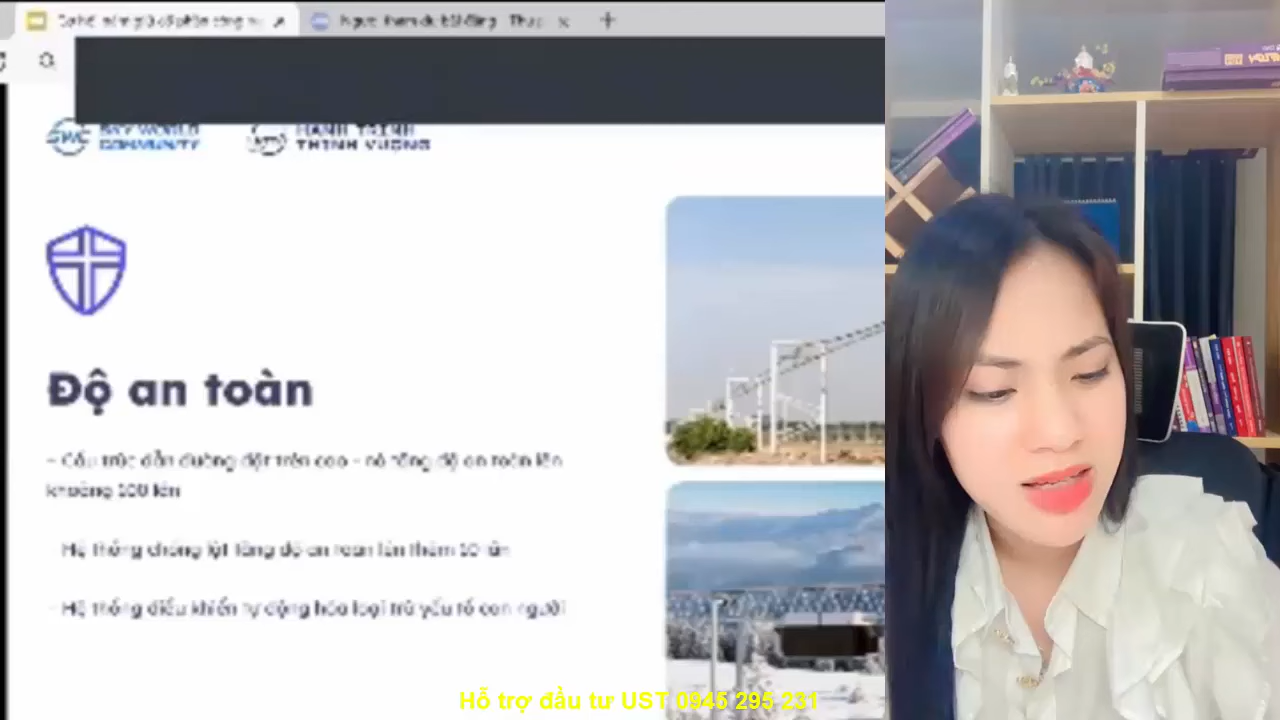 SKY WORLD
COMMUNITY
HÀNH TRÌNH
THỊNH VƯỢNG
Độ an toàn
- Cấu trúc dẫn đường đặt trên cao - nó tăng độ an toàn lên
khoảng 100 lần
- Hệ thống chống lật tăng độ an toàn lên thêm 10 lần
- Hệ thống điều khiển tự động hóa loại trừ yếu tố con người
Hỗ trợ đầu tư UST 0945 295 231